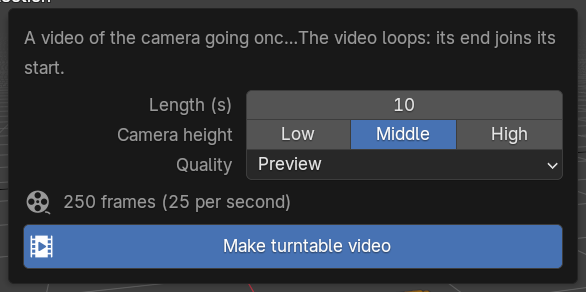 A video of the camera going onc...The video loops: its end joins its
start.
Length (s) 10
Camera height Low Middle High
Quality Preview
250 frames (25 per second)
Make turntable video